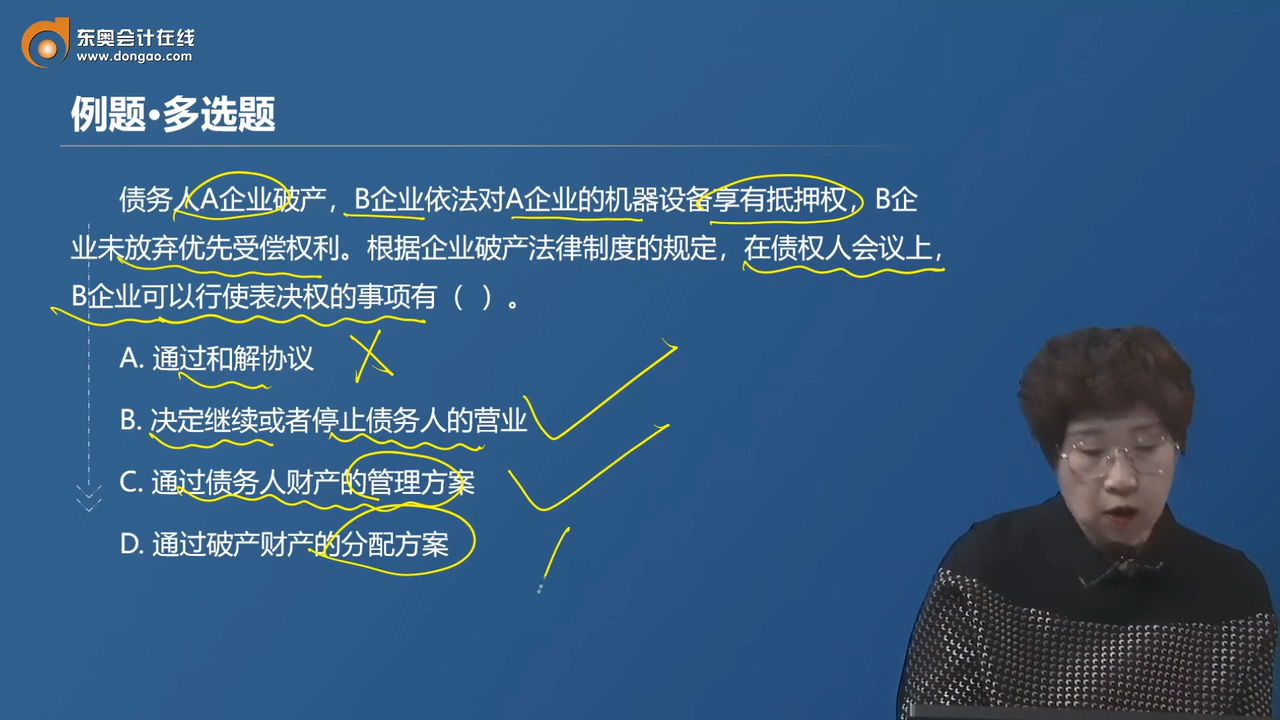 东奥会计在线
www.dongao.com
例题·多选题
债务人A企业破产，B企业依法对A企业的机器设备享有抵押权，B企
业未放弃优先受偿权利。根据企业破产法律制度的规定，在债权人会议上，
B企业可以行使表决权的事项有（ ）。
A. 通过和解协议
B. 决定继续或者停止债务人的营业
C. 通过债务人财产的管理方案
D. 通过破产财产的分配方案